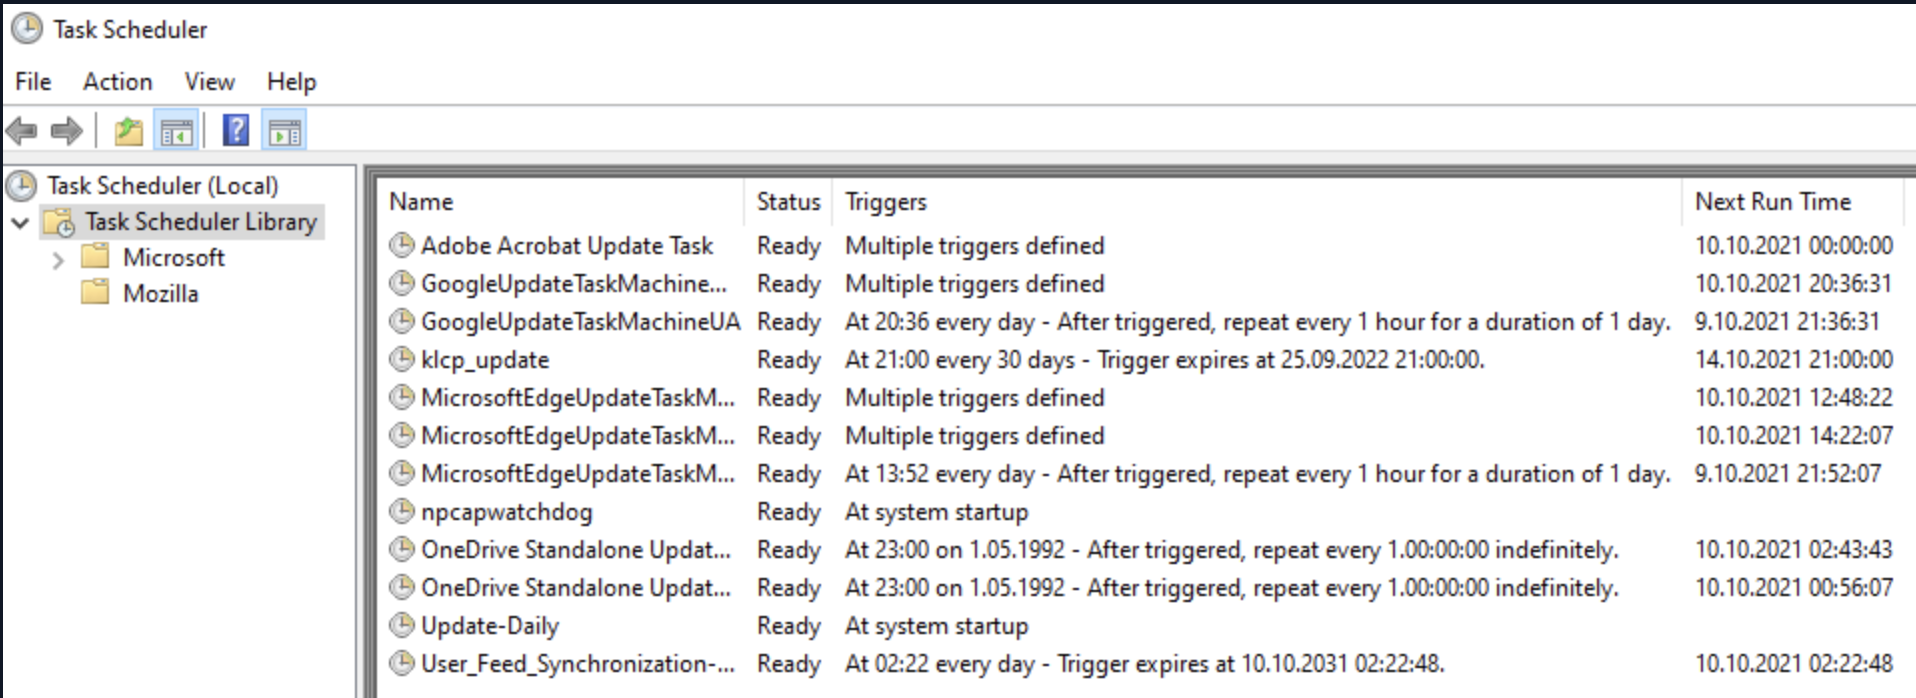 Task Scheduler
File Action View Help
Task Scheduler (Local)
Task Scheduler Library
Microsoft
Mozilla
Name Status Triggers Next Run Time
Adobe Acrobat Update Task Ready Multiple triggers defined 10.10.2021 00:00:00
GoogleUpdateTaskMachine... Ready Multiple triggers defined 10.10.2021 20:36:31
GoogleUpdateTaskMachineUA Ready At 20:36 every day - After triggered, repeat every 1 hour for a duration of 1 day. 9.10.2021 21:36:31
klcp_update Ready At 21:00 every 30 days - Trigger expires at 25.09.2022 21:00:00. 14.10.2021 21:00:00
MicrosoftEdgeUpdateTaskM... Ready Multiple triggers defined 10.10.2021 12:48:22
MicrosoftEdgeUpdateTaskM... Ready Multiple triggers defined 10.10.2021 14:22:07
MicrosoftEdgeUpdateTaskM... Ready At 13:52 every day - After triggered, repeat every 1 hour for a duration of 1 day. 9.10.2021 21:52:07
npcapwatchdog Ready At system startup
OneDrive Standalone Updat... Ready At 23:00 on 1.05.1992 - After triggered, repeat every 1.00:00:00 indefinitely. 10.10.2021 02:43:43
OneDrive Standalone Updat... Ready At 23:00 on 1.05.1992 - After triggered, repeat every 1.00:00:00 indefinitely. 10.10.2021 00:56:07
Update-Daily Ready At system startup
User_Feed_Synchronization-... Ready At 02:22 every day - Trigger expires at 10.10.2031 02:22:48. 10.10.2021 02:22:48